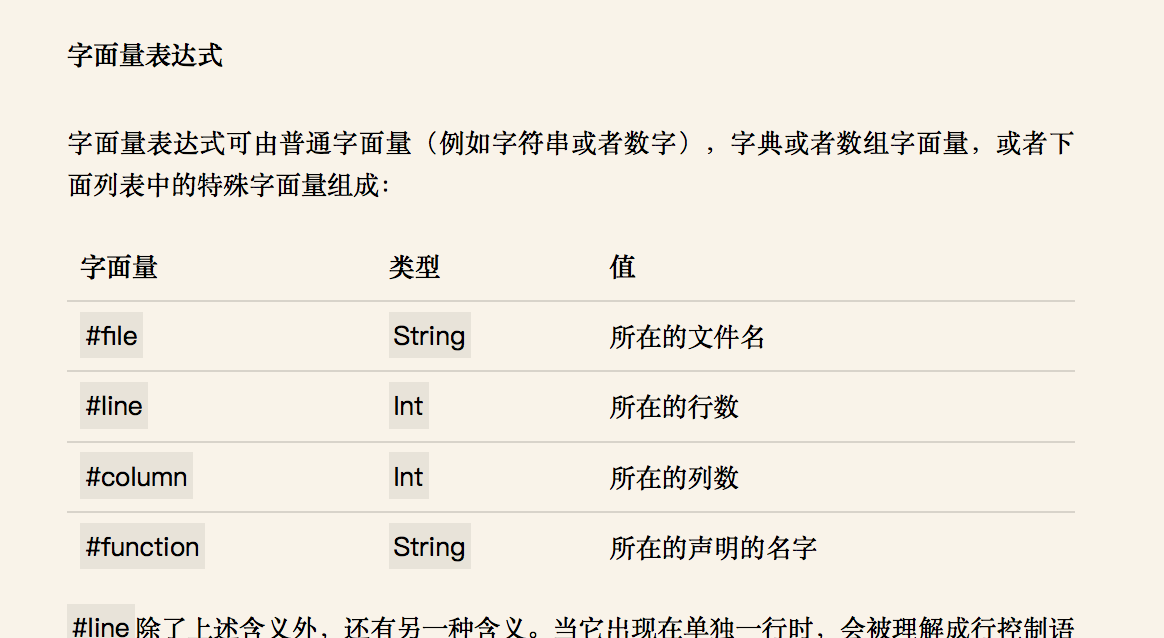 字面量表达式
字面量表达式可由普通字面量（例如字符串或者数字），字典或者数组字面量，或者下
面列表中的特殊字面量组成：
字面量 类型 值
#file String 所在的文件名
#line Int 所在的行数
#column Int 所在的列数
#function String 所在的声明的名字
#line除了上述含义外，还有另一种含义。当它出现在单独一行时，会被理解成行控制语